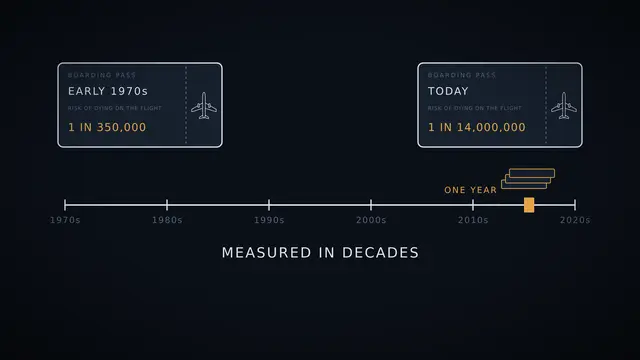 BOARDING PASS
EARLY 1970s
RISK OF DYING ON THE FLIGHT
1 IN 350,000
BOARDING PASS
TODAY
RISK OF DYING ON THE FLIGHT
1 IN 14,000,000
ONE YEAR
1970s 1980s 1990s 2000s 2010s 2020s
MEASURED IN DECADES